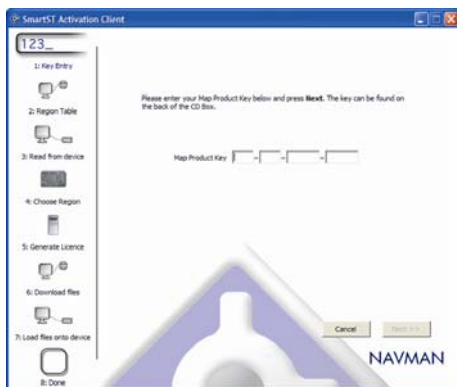 SmartST Activation Client
123_
1: Key Entry
2: Region Table
3: Read from device
4: Choose Region
5: Generate Licence
6: Download files
7: Load files onto device
8: Done
Please enter your Map Product Key below and press Next. The key can be found on
the back of the CD Box.
Map Product Key - - -
Cancel
Next >>
NAVMAN